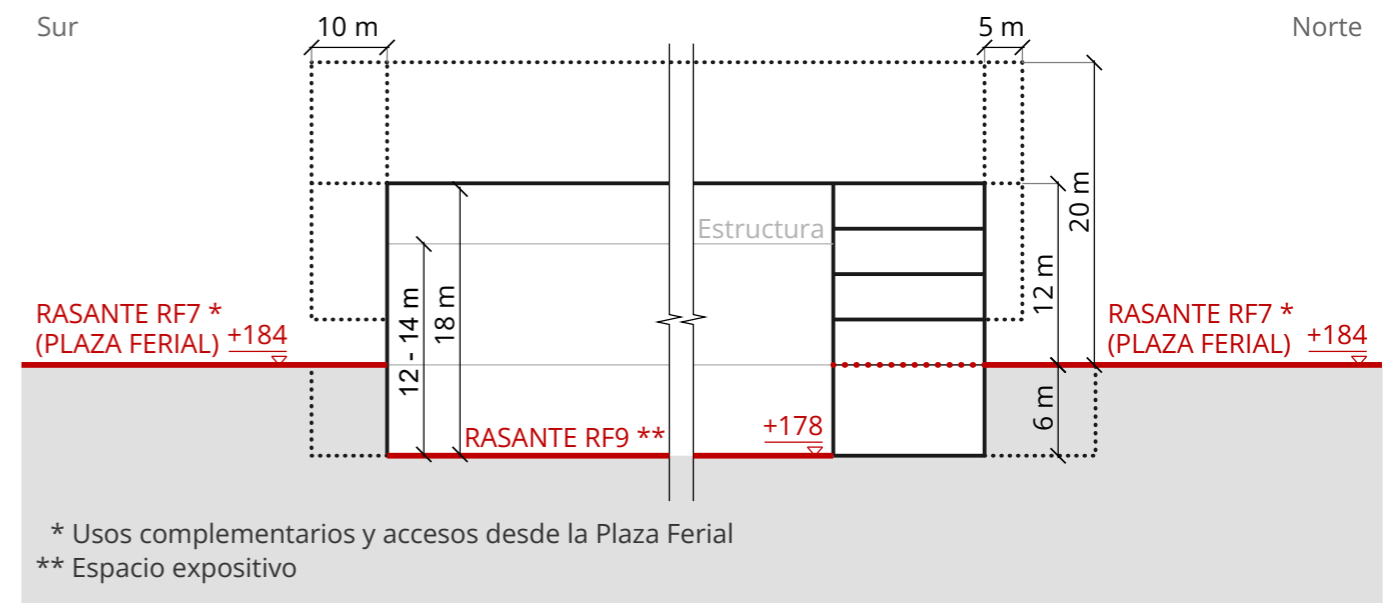 Sur
10 m
5 m
Norte
20 m
Estructura
12 m
12 - 14 m
18 m
RASANTE RF7 *
(PLAZA FERIAL) +184
RASANTE RF7 *
(PLAZA FERIAL) +184
6 m
RASANTE RF9 **
+178
* Usos complementarios y accesos desde la Plaza Ferial
** Espacio expositivo